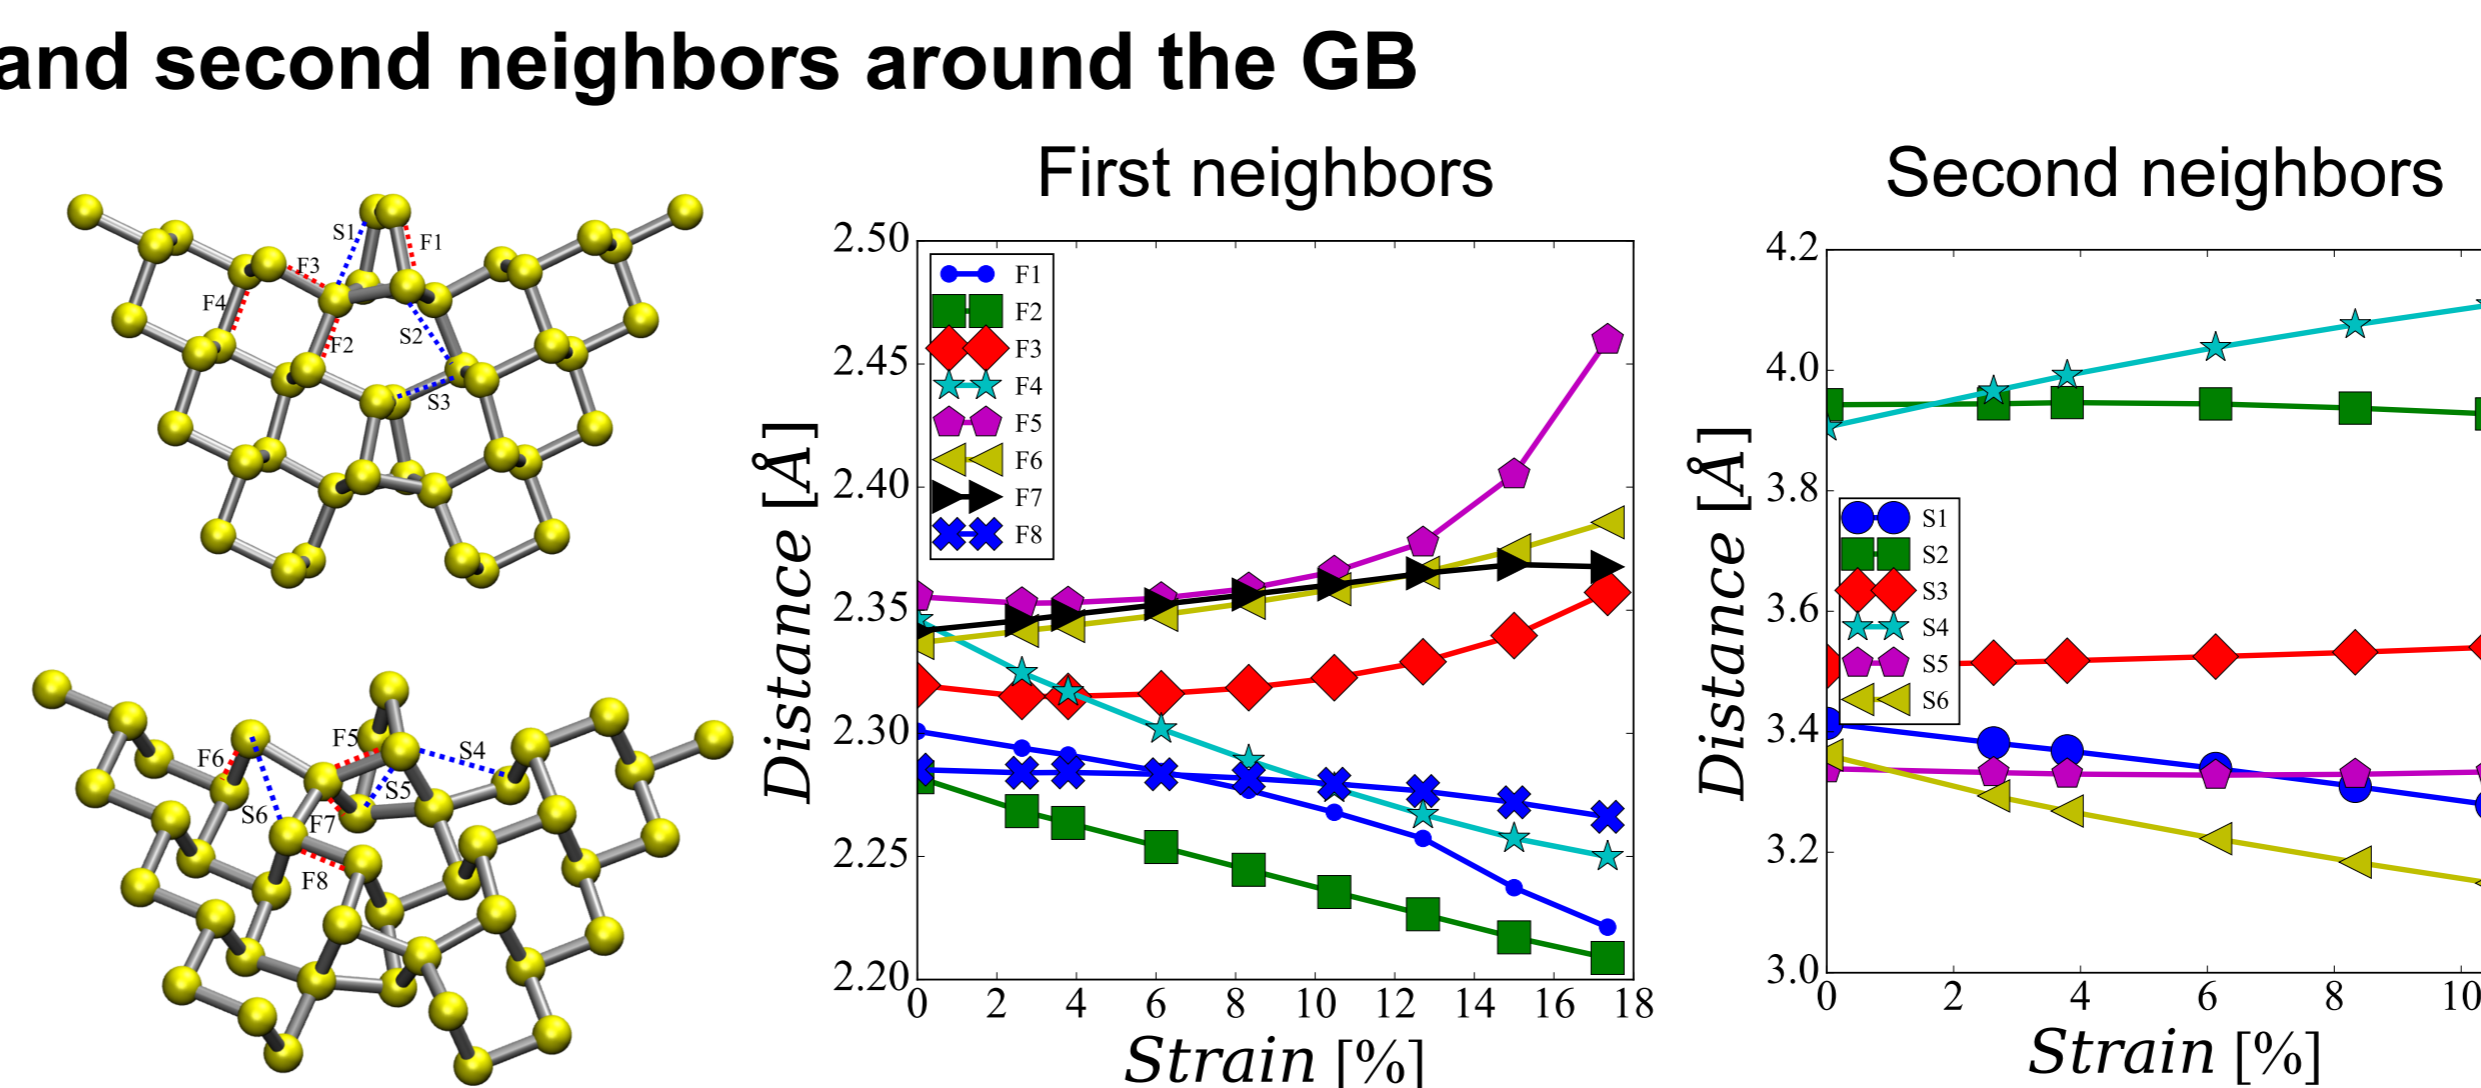 and second neighbors around the GB
First neighbors
Second neighbors
S1
F1
F3
F4
S2
F2
S3
F5
S4
F6
S5
S6
F7
F8
2.50
2.45
2.40
2.35
2.30
2.25
2.20
Distance [Å]
F1
F2
F3
F4
F5
F6
F7
F8
0 2 4 6 8 10 12 14 16 18
Strain [%]
4.2
4.0
3.8
3.6
3.4
3.2
3.0
Distance [Å]
S1
S2
S3
S4
S5
S6
0 2 4 6 8 10
Strain [%]